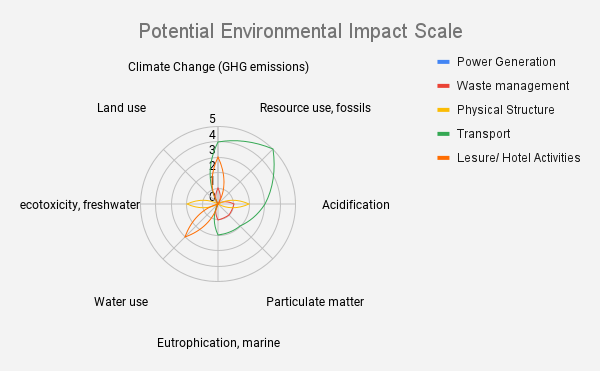 Potential Environmental Impact Scale
Climate Change (GHG emissions)
Power Generation
Waste management
Physical Structure
Transport
Lesure/ Hotel Activities
Land use
Resource use, fossils
5
4
3
2
0
ecotoxicity, freshwater
Acidification
Water use
Particulate matter
Eutrophication, marine